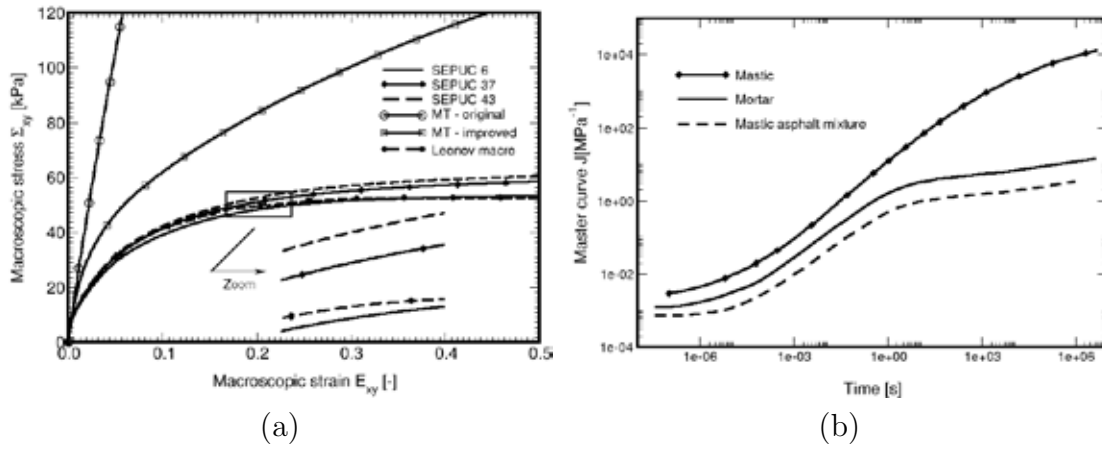 120
100
80
60
40
20
0
Macroscopic stress Σxy [kPa]
SEPUC 6
SEPUC 37
SEPUC 43
MT - original
MT - improved
Leonov macro
Zoom
0.0 0.1 0.2 0.3 0.4 0.5
Macroscopic strain Exy [-]
(a)
1e+04
1e+02
1e+00
1e-02
1e-04
Master curve J[MPa⁻¹]
Mastic
Mortar
Mastic asphalt mixture
1e-06 1e-03 1e+00 1e+03 1e+05
Time [s]
(b)